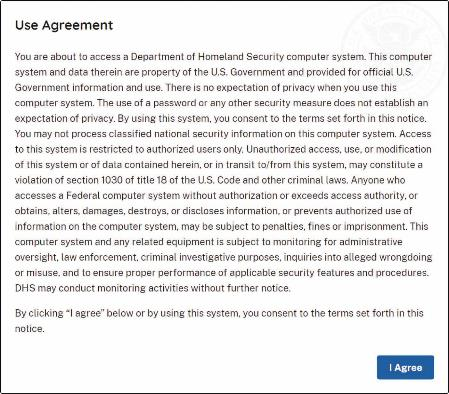 Use Agreement
You are about to access a Department of Homeland Security computer system. This computer
system and data therein are property of the U.S. Government and provided for official U.S.
Government information and use. There is no expectation of privacy when you use this
computer system. The use of a password or any other security measure does not establish an
expectation of privacy. By using this system, you consent to the terms set forth in this notice.
You may not process classified national security information on this computer system. Access
to this system is restricted to authorized users only. Unauthorized access, use, or modification
of this system or of data contained herein, or in transit to/from this system, may constitute a
violation of section 1030 of title 18 of the U.S. Code and other criminal laws. Anyone who
accesses a Federal computer system without authorization or exceeds access authority, or
obtains, alters, damages, destroys, or discloses information, or prevents authorized use of
information on the computer system, may be subject to penalties, fines or imprisonment. This
computer system and any related equipment is subject to monitoring for administrative
oversight, law enforcement, criminal investigative purposes, inquiries into alleged wrongdoing
or misuse, and to ensure proper performance of applicable security features and procedures.
DHS may conduct monitoring activities without further notice.
By clicking “I agree” below or by using this system, you consent to the terms set forth in this
notice.
I Agree